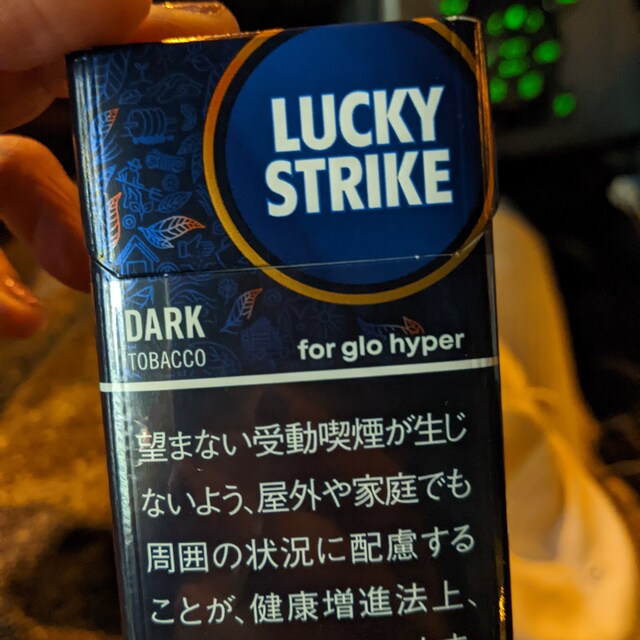 LUCKY
STRIKE
DARK
TOBACCO
for glo hyper
望まない受動喫煙が生じ
ないよう、屋外や家庭でも
周囲の状況に配慮する
ことが、健康増進法上、